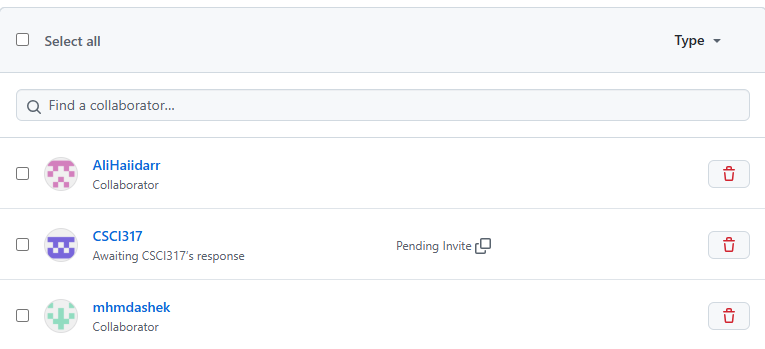 Select all
Type
Find a collaborator...
AliHaiidarr
Collaborator
CSCI317
Awaiting CSCI317's response
Pending Invite
mhmdashek
Collaborator